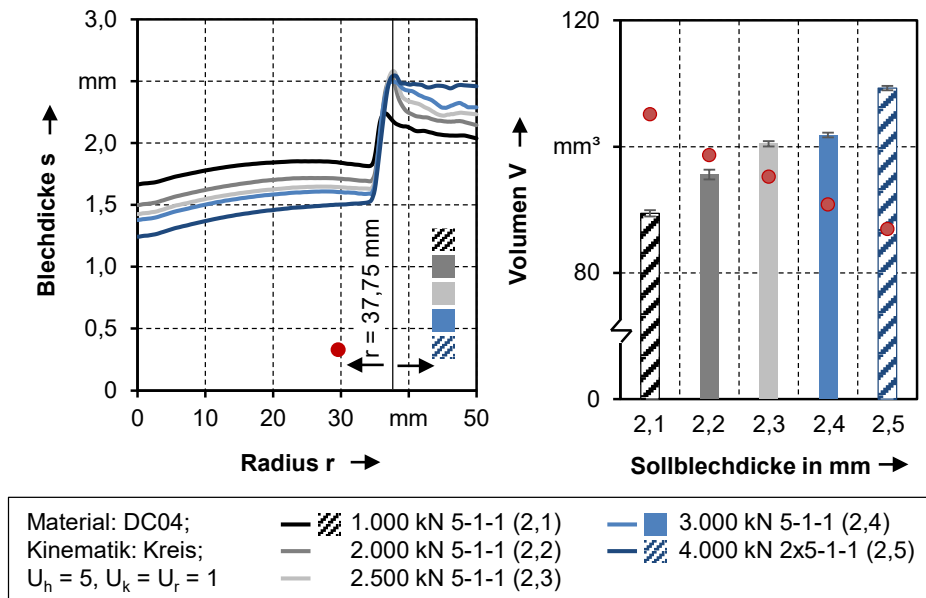 Blechdicke s
3,0
mm
2,0
1,5
1,0
0,5
0
r = 37,75 mm
0 10 20 30 mm 50
Radius r
Volumen V
120
mm³
80
0
2,1 2,2 2,3 2,4 2,5
Sollblechdicke in mm
Material: DC04;
Kinematik: Kreis;
U_h = 5, U_k = U_r = 1
1.000 kN 5-1-1 (2,1)
2.000 kN 5-1-1 (2,2)
2.500 kN 5-1-1 (2,3)
3.000 kN 5-1-1 (2,4)
4.000 kN 2x5-1-1 (2,5)